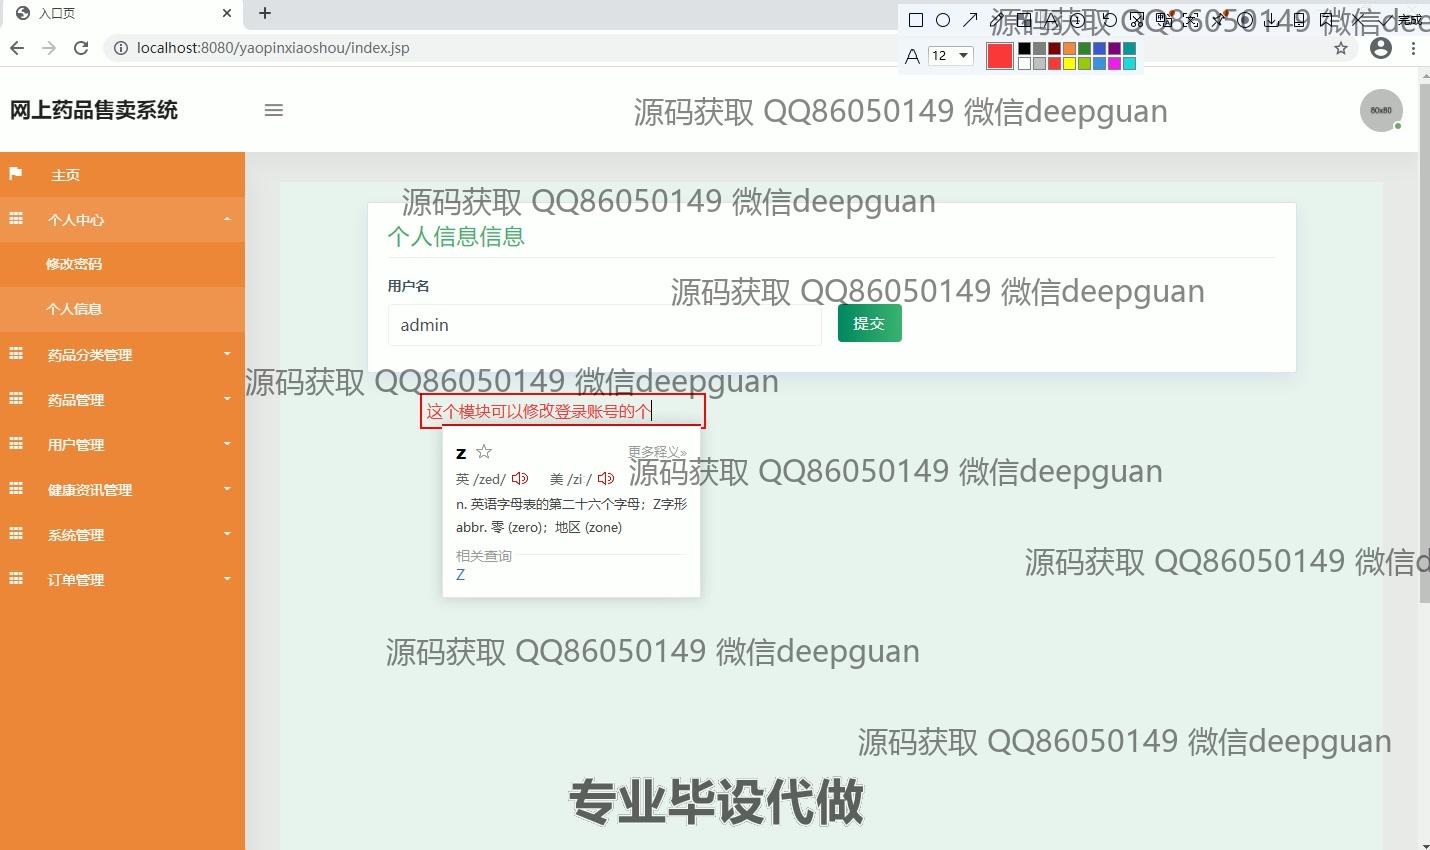 入口页
localhost:8080/yaopinxiaoshou/index.jsp
完成
12
网上药品售卖系统
80x80
源码获取 QQ86050149 微信deepguan
源码获取 QQ86050149 微信deepguan
主页
个人中心
修改密码
个人信息
药品分类管理
药品管理
用户管理
健康资讯管理
系统管理
订单管理
源码获取 QQ86050149 微信deepguan
个人信息信息
用户名
源码获取 QQ86050149 微信deepguan
admin
提交
源码获取 QQ86050149 微信deepguan
这个模块可以修改登录账号的个
z
更多释义»
英 /zed/ 美 /ziː/
源码获取 QQ86050149 微信deepguan
n. 英语字母表的第二十六个字母；Z字形
abbr. 零 (zero)；地区 (zone)
相关查询
Z
源码获取 QQ86050149 微信d
源码获取 QQ86050149 微信deepguan
源码获取 QQ86050149 微信deepguan
专业毕设代做